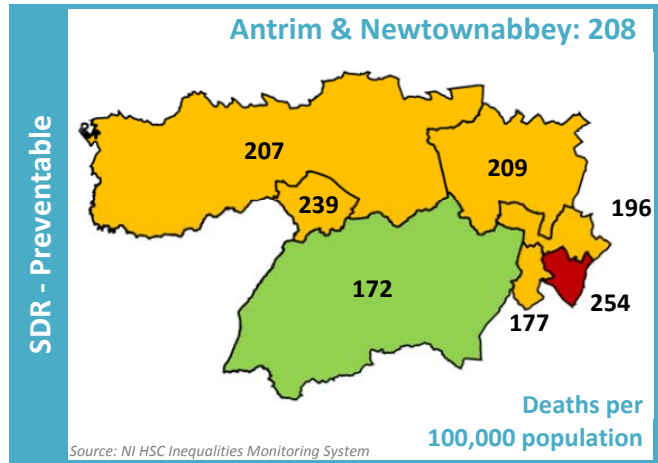 Antrim & Newtownabbey: 208
SDR - Preventable
207
209
239
196
172
254
177
Deaths per
100,000 population
Source: NI HSC Inequalities Monitoring System